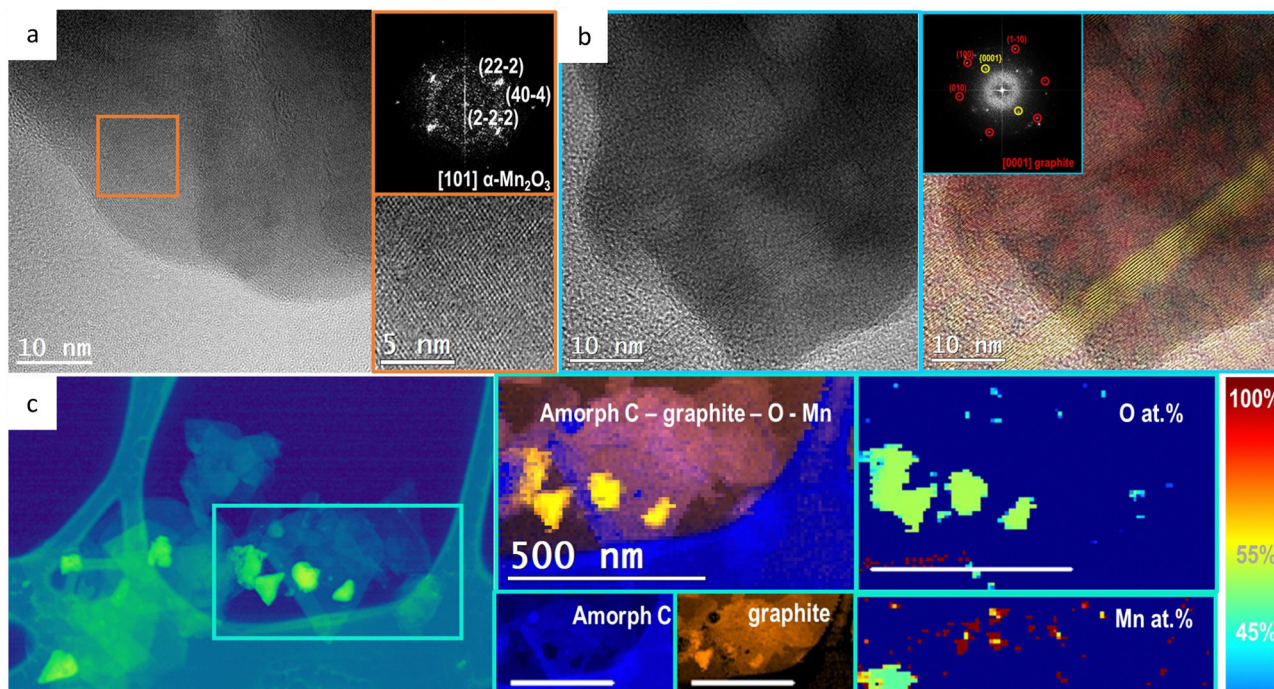 a
(22-2)
(40-4)
(2-2-2)
[101] α-Mn₂O₃
10 nm
5 nm
b
10 nm
(1-10)
(100)
(0001)
(010)
[0001] graphite
10 nm
c
Amorph C – graphite – O - Mn
500 nm
Amorph C
graphite
O at.%
Mn at.%
100%
55%
45%